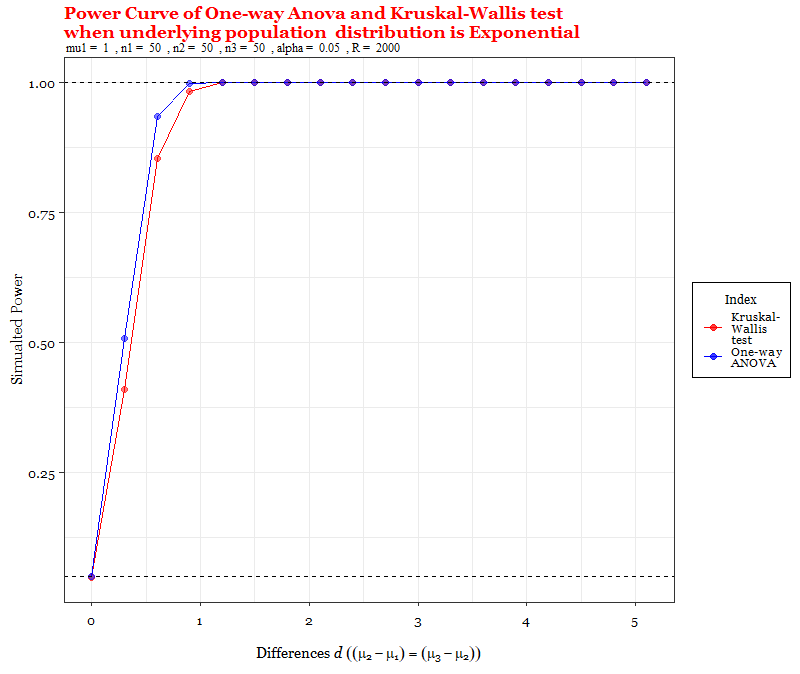 Power Curve of One-way Anova and Kruskal-Wallis test
when underlying population  distribution is Exponential
mu1 =  1  , n1 =  50  , n2 =  50  , n3 =  50  , alpha =  0.05  , R =  2000
1.00
0.75
0.50
0.25
Simualted Power
0 1 2 3 4 5
Differences d ((μ₂ − μ₁) = (μ₃ − μ₂))
Index
Kruskal-
Wallis
test
One-way
ANOVA